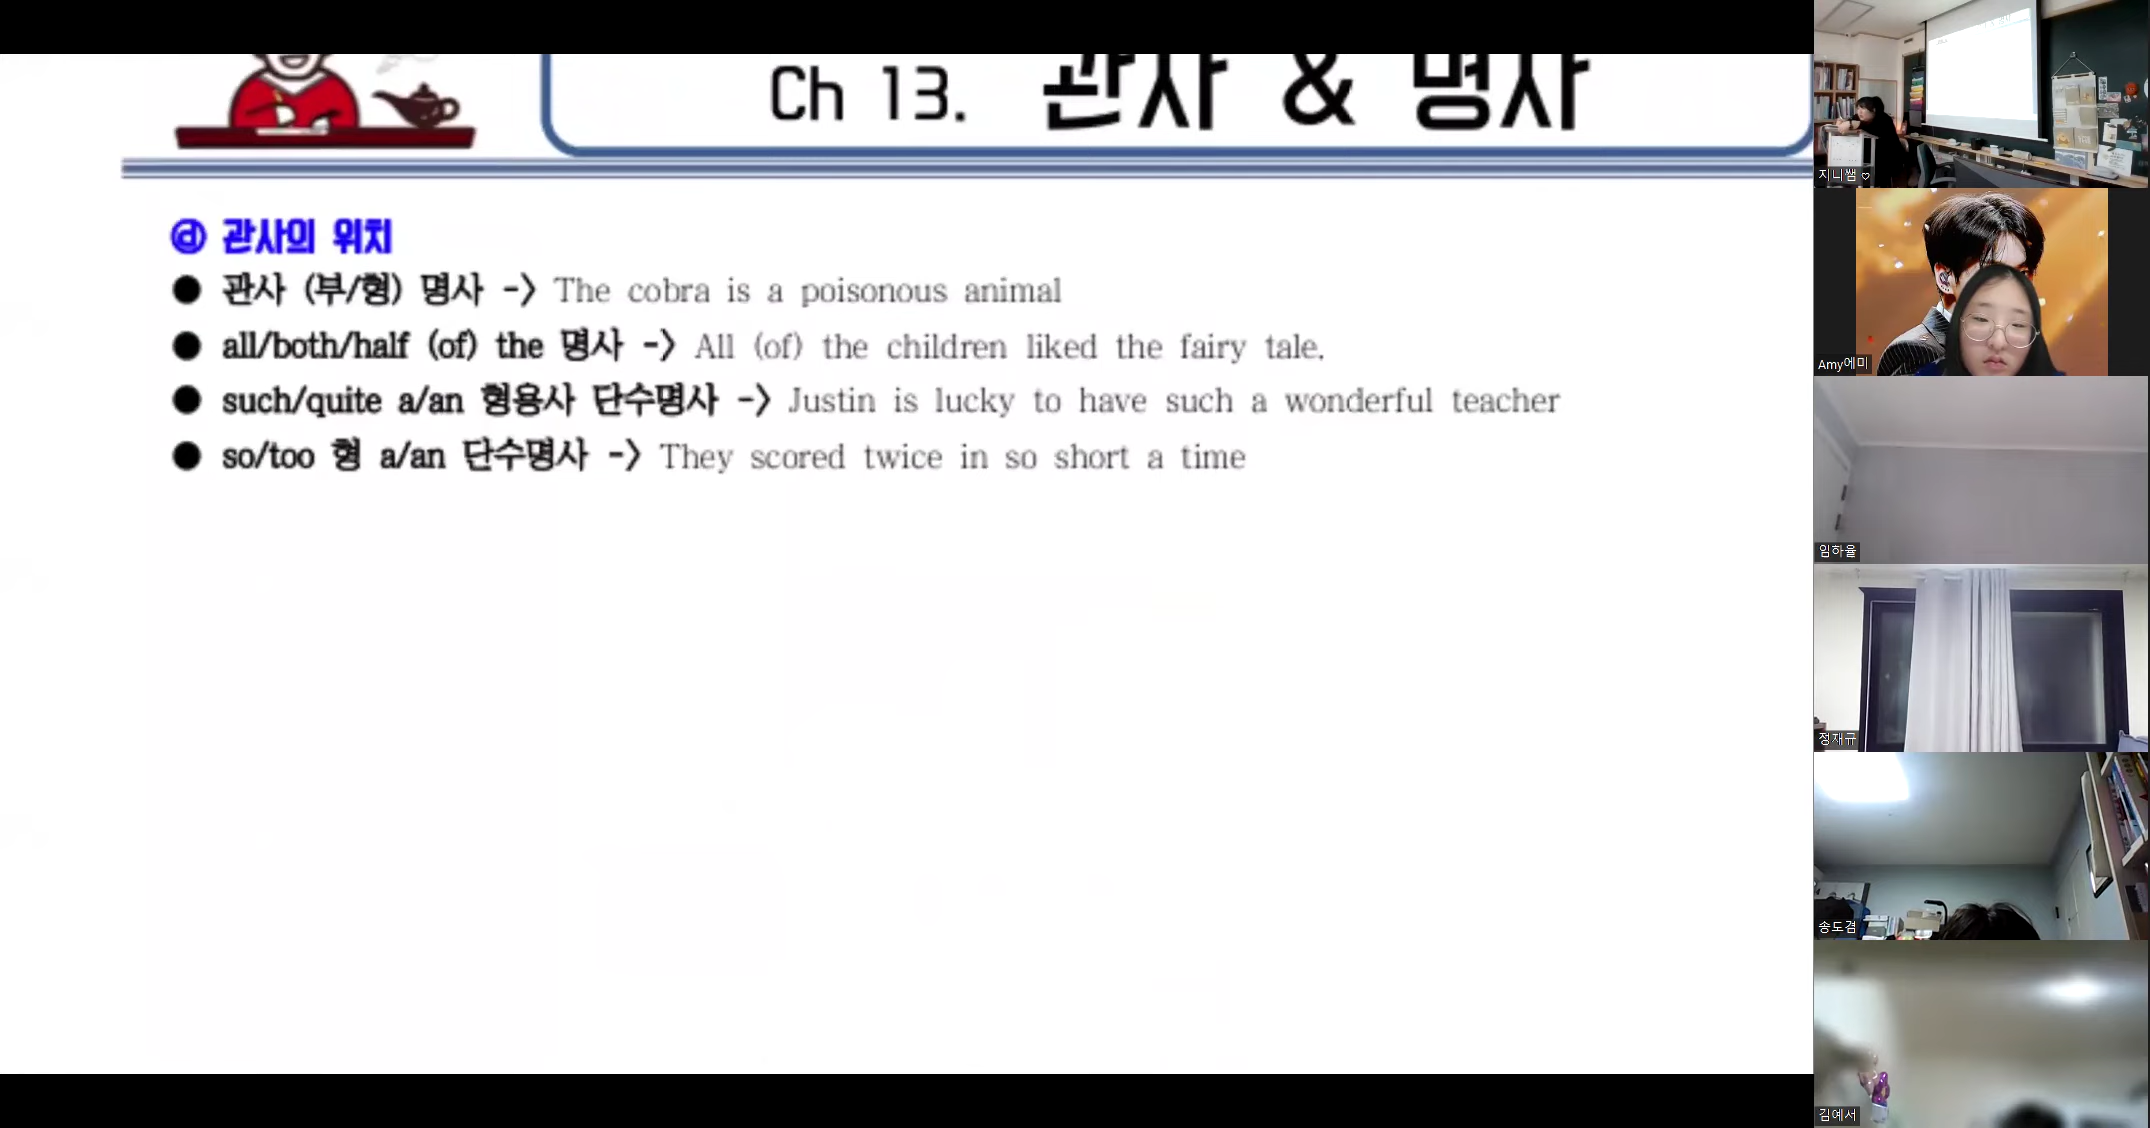 Ch 13. 관사 & 명사
ⓓ 관사의 위치
● 관사 (부/형) 명사 -> The cobra is a poisonous animal
● all/both/half (of) the 명사 -> All (of) the children liked the fairy tale.
● such/quite a/an 형용사 단수명사 -> Justin is lucky to have such a wonderful teacher
● so/too 형 a/an 단수명사 -> They scored twice in so short a time
지니쌤 ♡
Amy에미
임하율
정재규
송도겸
김예서